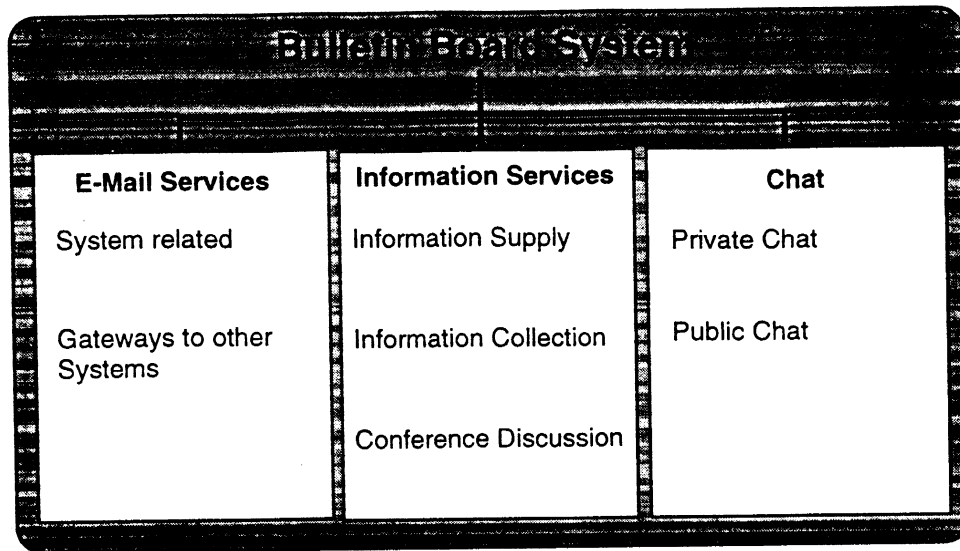 Bulletin Board System
E-Mail Services
System related
Gateways to other
Systems
Information Services
Information Supply
Information Collection
Conference Discussion
Chat
Private Chat
Public Chat